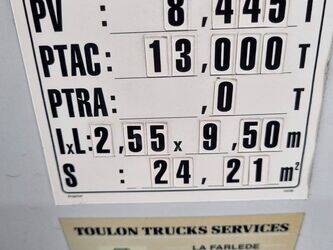 PV : 8,445 T
PTAC: 13,000 T
PTRA: ,0 T
lxL: 2,55 x 9,50 m
S : 24,21 m²
TOULON TRUCKS SERVICES
LA FARLEDE